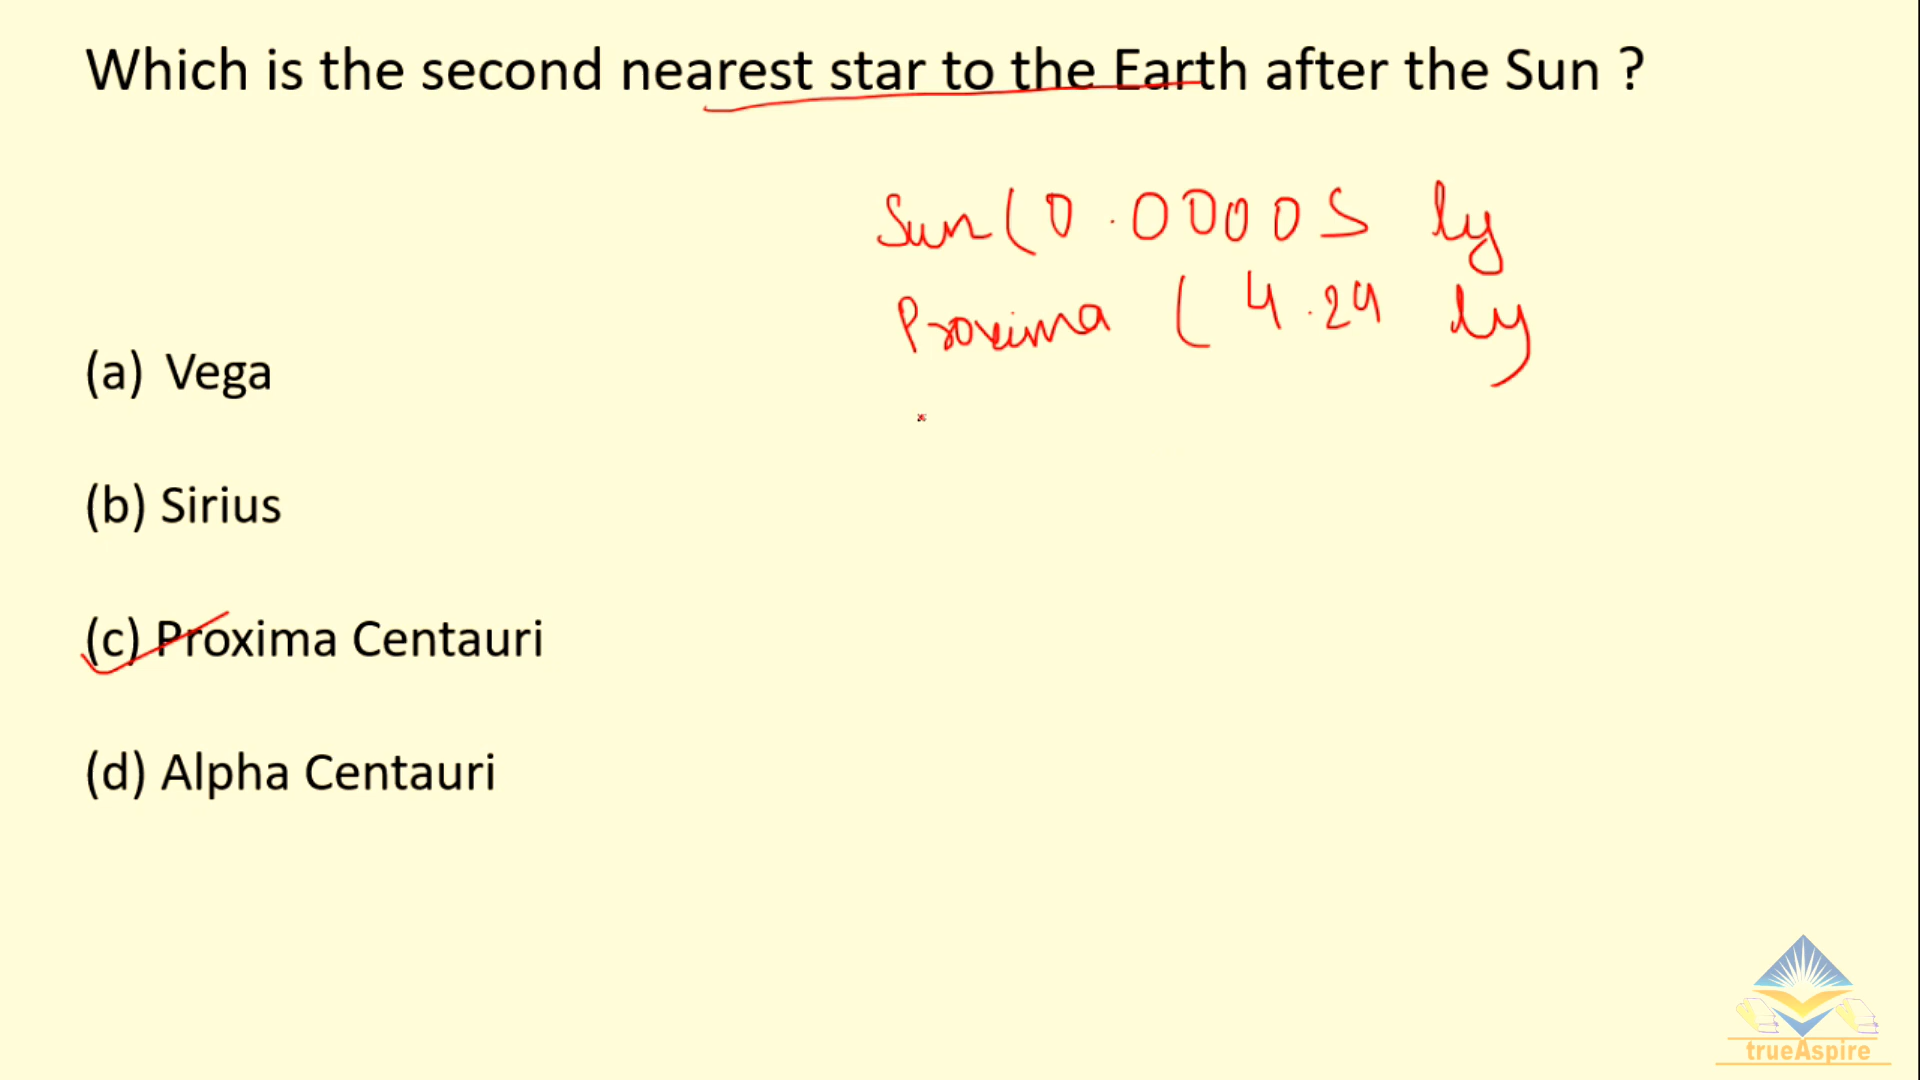 Which is the second nearest star to the Earth after the Sun ?
Sun (0.00005 ly
Proxima (4.24 ly
(a) Vega
(b) Sirius
(c) Proxima Centauri
(d) Alpha Centauri
trueAspire